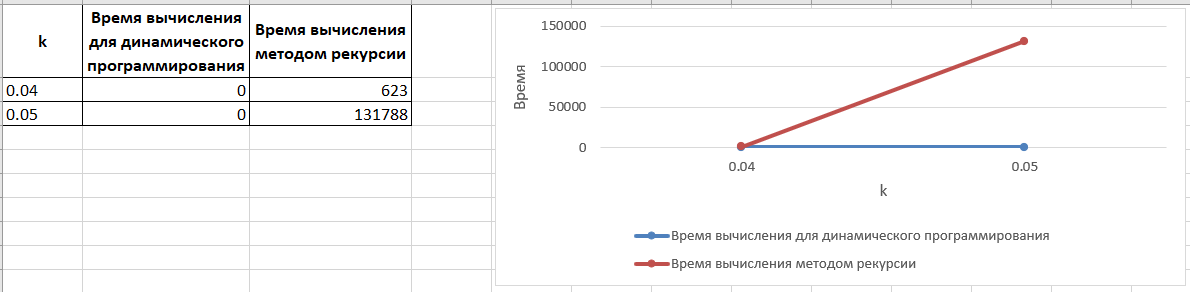 k
Время вычисления
для динамического
программирования
Время вычисления
методом рекурсии
0.04
0
623
0.05
0
131788
150000
100000
50000
0
Время
0.04
0.05
k
Время вычисления для динамического программирования
Время вычисления методом рекурсии